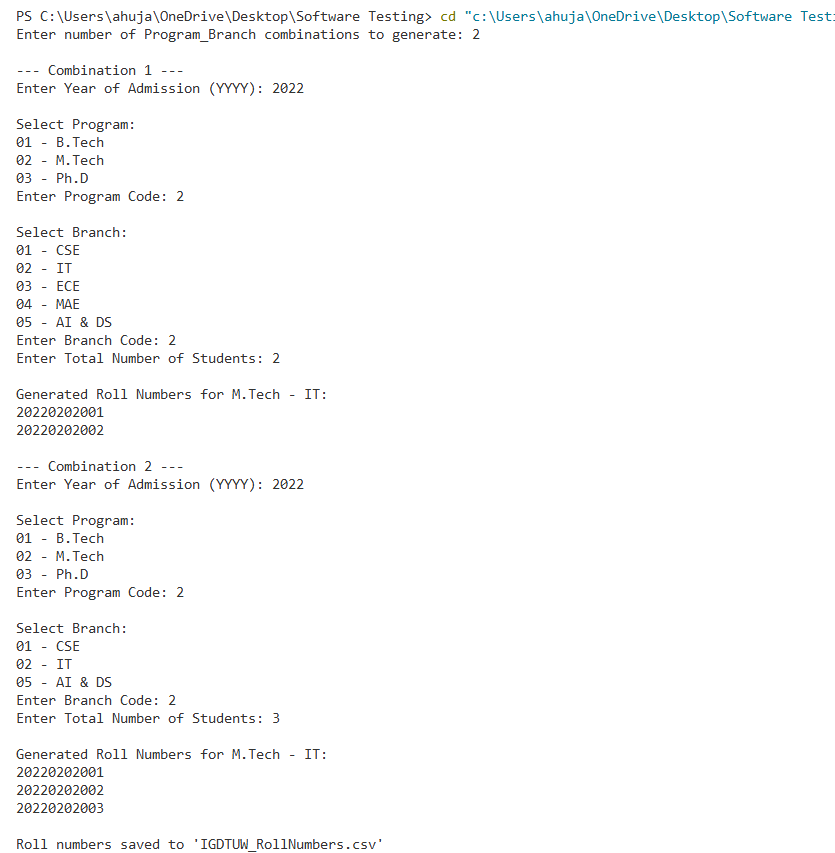 PS C:\Users\ahuja\OneDrive\Desktop\Software Testing> cd "c:\Users\ahuja\OneDrive\Desktop\Software Test
Enter number of Program_Branch combinations to generate: 2
--- Combination 1 ---
Enter Year of Admission (YYYY): 2022
Select Program:
01 - B.Tech
02 - M.Tech
03 - Ph.D
Enter Program Code: 2
Select Branch:
01 - CSE
02 - IT
03 - ECE
04 - MAE
05 - AI & DS
Enter Branch Code: 2
Enter Total Number of Students: 2
Generated Roll Numbers for M.Tech - IT:
20220202001
20220202002
--- Combination 2 ---
Enter Year of Admission (YYYY): 2022
Select Program:
01 - B.Tech
02 - M.Tech
03 - Ph.D
Enter Program Code: 2
Select Branch:
01 - CSE
02 - IT
05 - AI & DS
Enter Branch Code: 2
Enter Total Number of Students: 3
Generated Roll Numbers for M.Tech - IT:
20220202001
20220202002
20220202003
Roll numbers saved to 'IGDTUW_RollNumbers.csv'